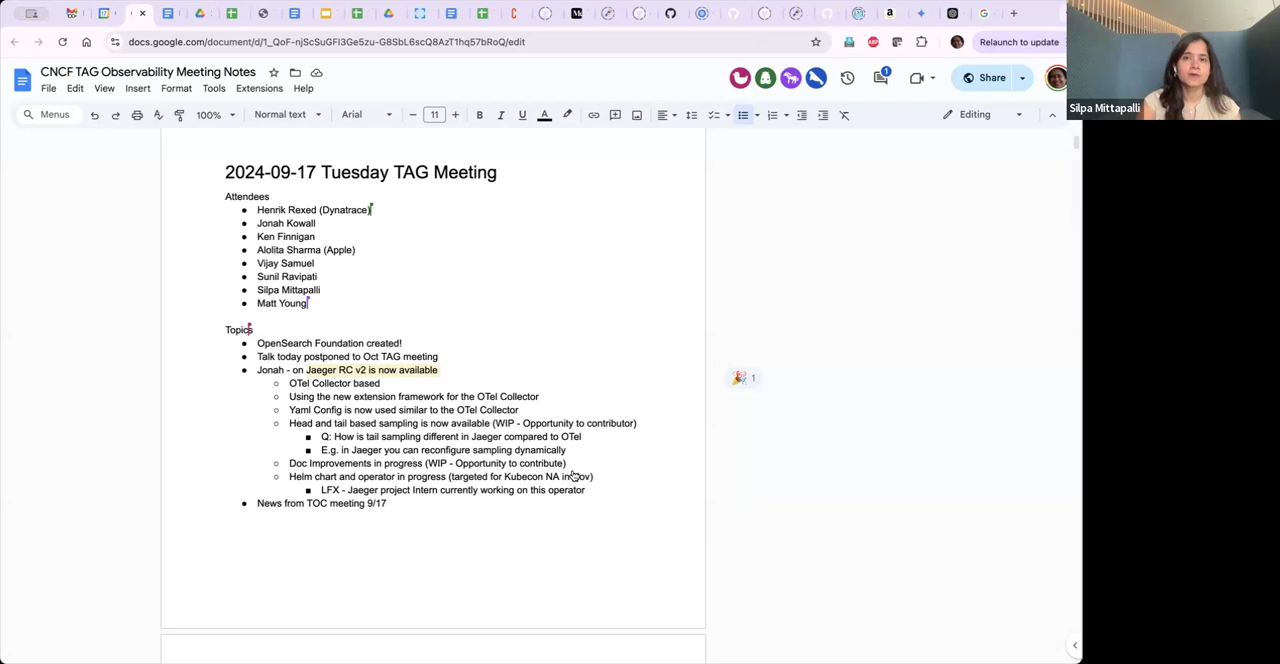 docs.google.com/document/d/1_QoF-njScSuGFl3Ge5zu-G8SbL6scQ8AzT1hq57bRoQ/edit
Relaunch to update
CNCF TAG Observability Meeting Notes
File Edit View Insert Format Tools Extensions Help
1
Share
Menus
100%
Normal text
Arial
11
Editing
Silpa Mittapalli
2024-09-17 Tuesday TAG Meeting
Attendees
Henrik Rexed (Dynatrace)
Jonah Kowall
Ken Finnigan
Alolita Sharma (Apple)
Vijay Samuel
Sunil Ravipati
Silpa Mittapalli
Matt Young
Topics
OpenSearch Foundation created!
Talk today postponed to Oct TAG meeting
Jonah - on Jaeger RC v2 is now available
OTel Collector based
Using the new extension framework for the OTel Collector
Yaml Config is now used similar to the OTel Collector
Head and tail based sampling is now available (WIP - Opportunity to contributor)
Q: How is tail sampling different in Jaeger compared to OTel
E.g. in Jaeger you can reconfigure sampling dynamically
Doc Improvements in progress (WIP - Opportunity to contribute)
Helm chart and operator in progress (targeted for Kubecon NA in Nov)
LFX - Jaeger project Intern currently working on this operator
News from TOC meeting 9/17
1